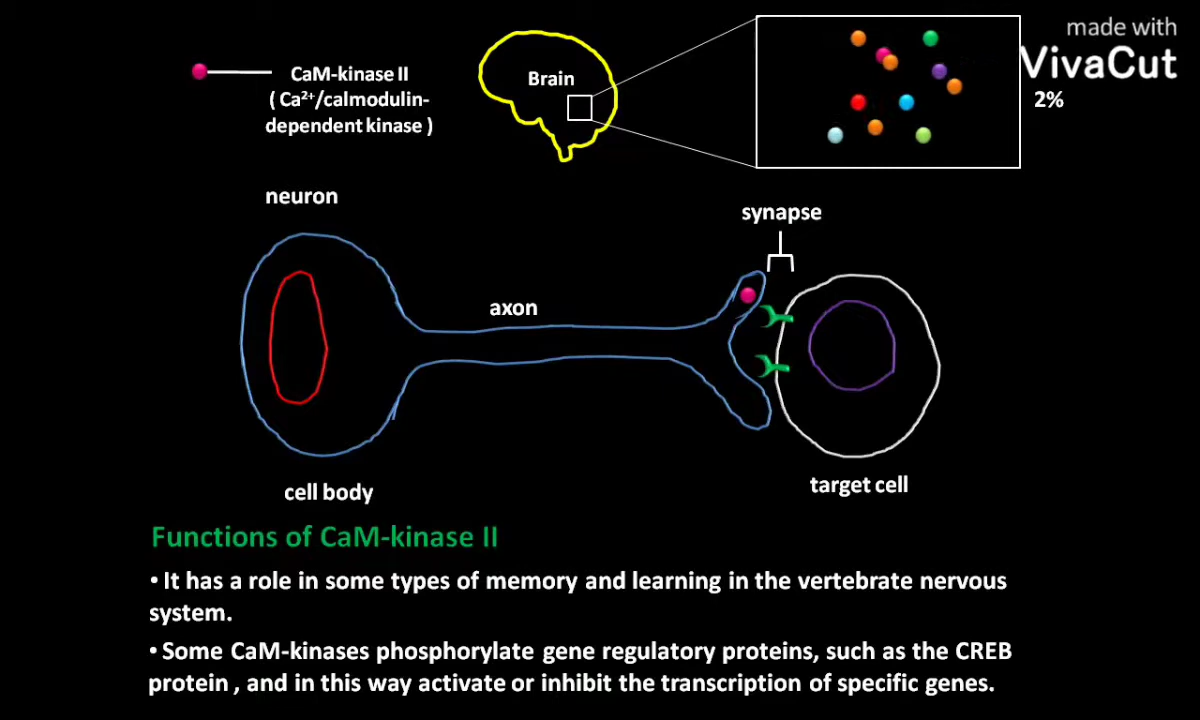 made with
VivaCut
CaM-kinase II
( Ca²⁺/calmodulin-
dependent kinase )
Brain
2%
neuron
synapse
axon
cell body
target cell
Functions of CaM-kinase II
• It has a role in some types of memory and learning in the vertebrate nervous
system.
• Some CaM-kinases phosphorylate gene regulatory proteins, such as the CREB
protein , and in this way activate or inhibit the transcription of specific genes.